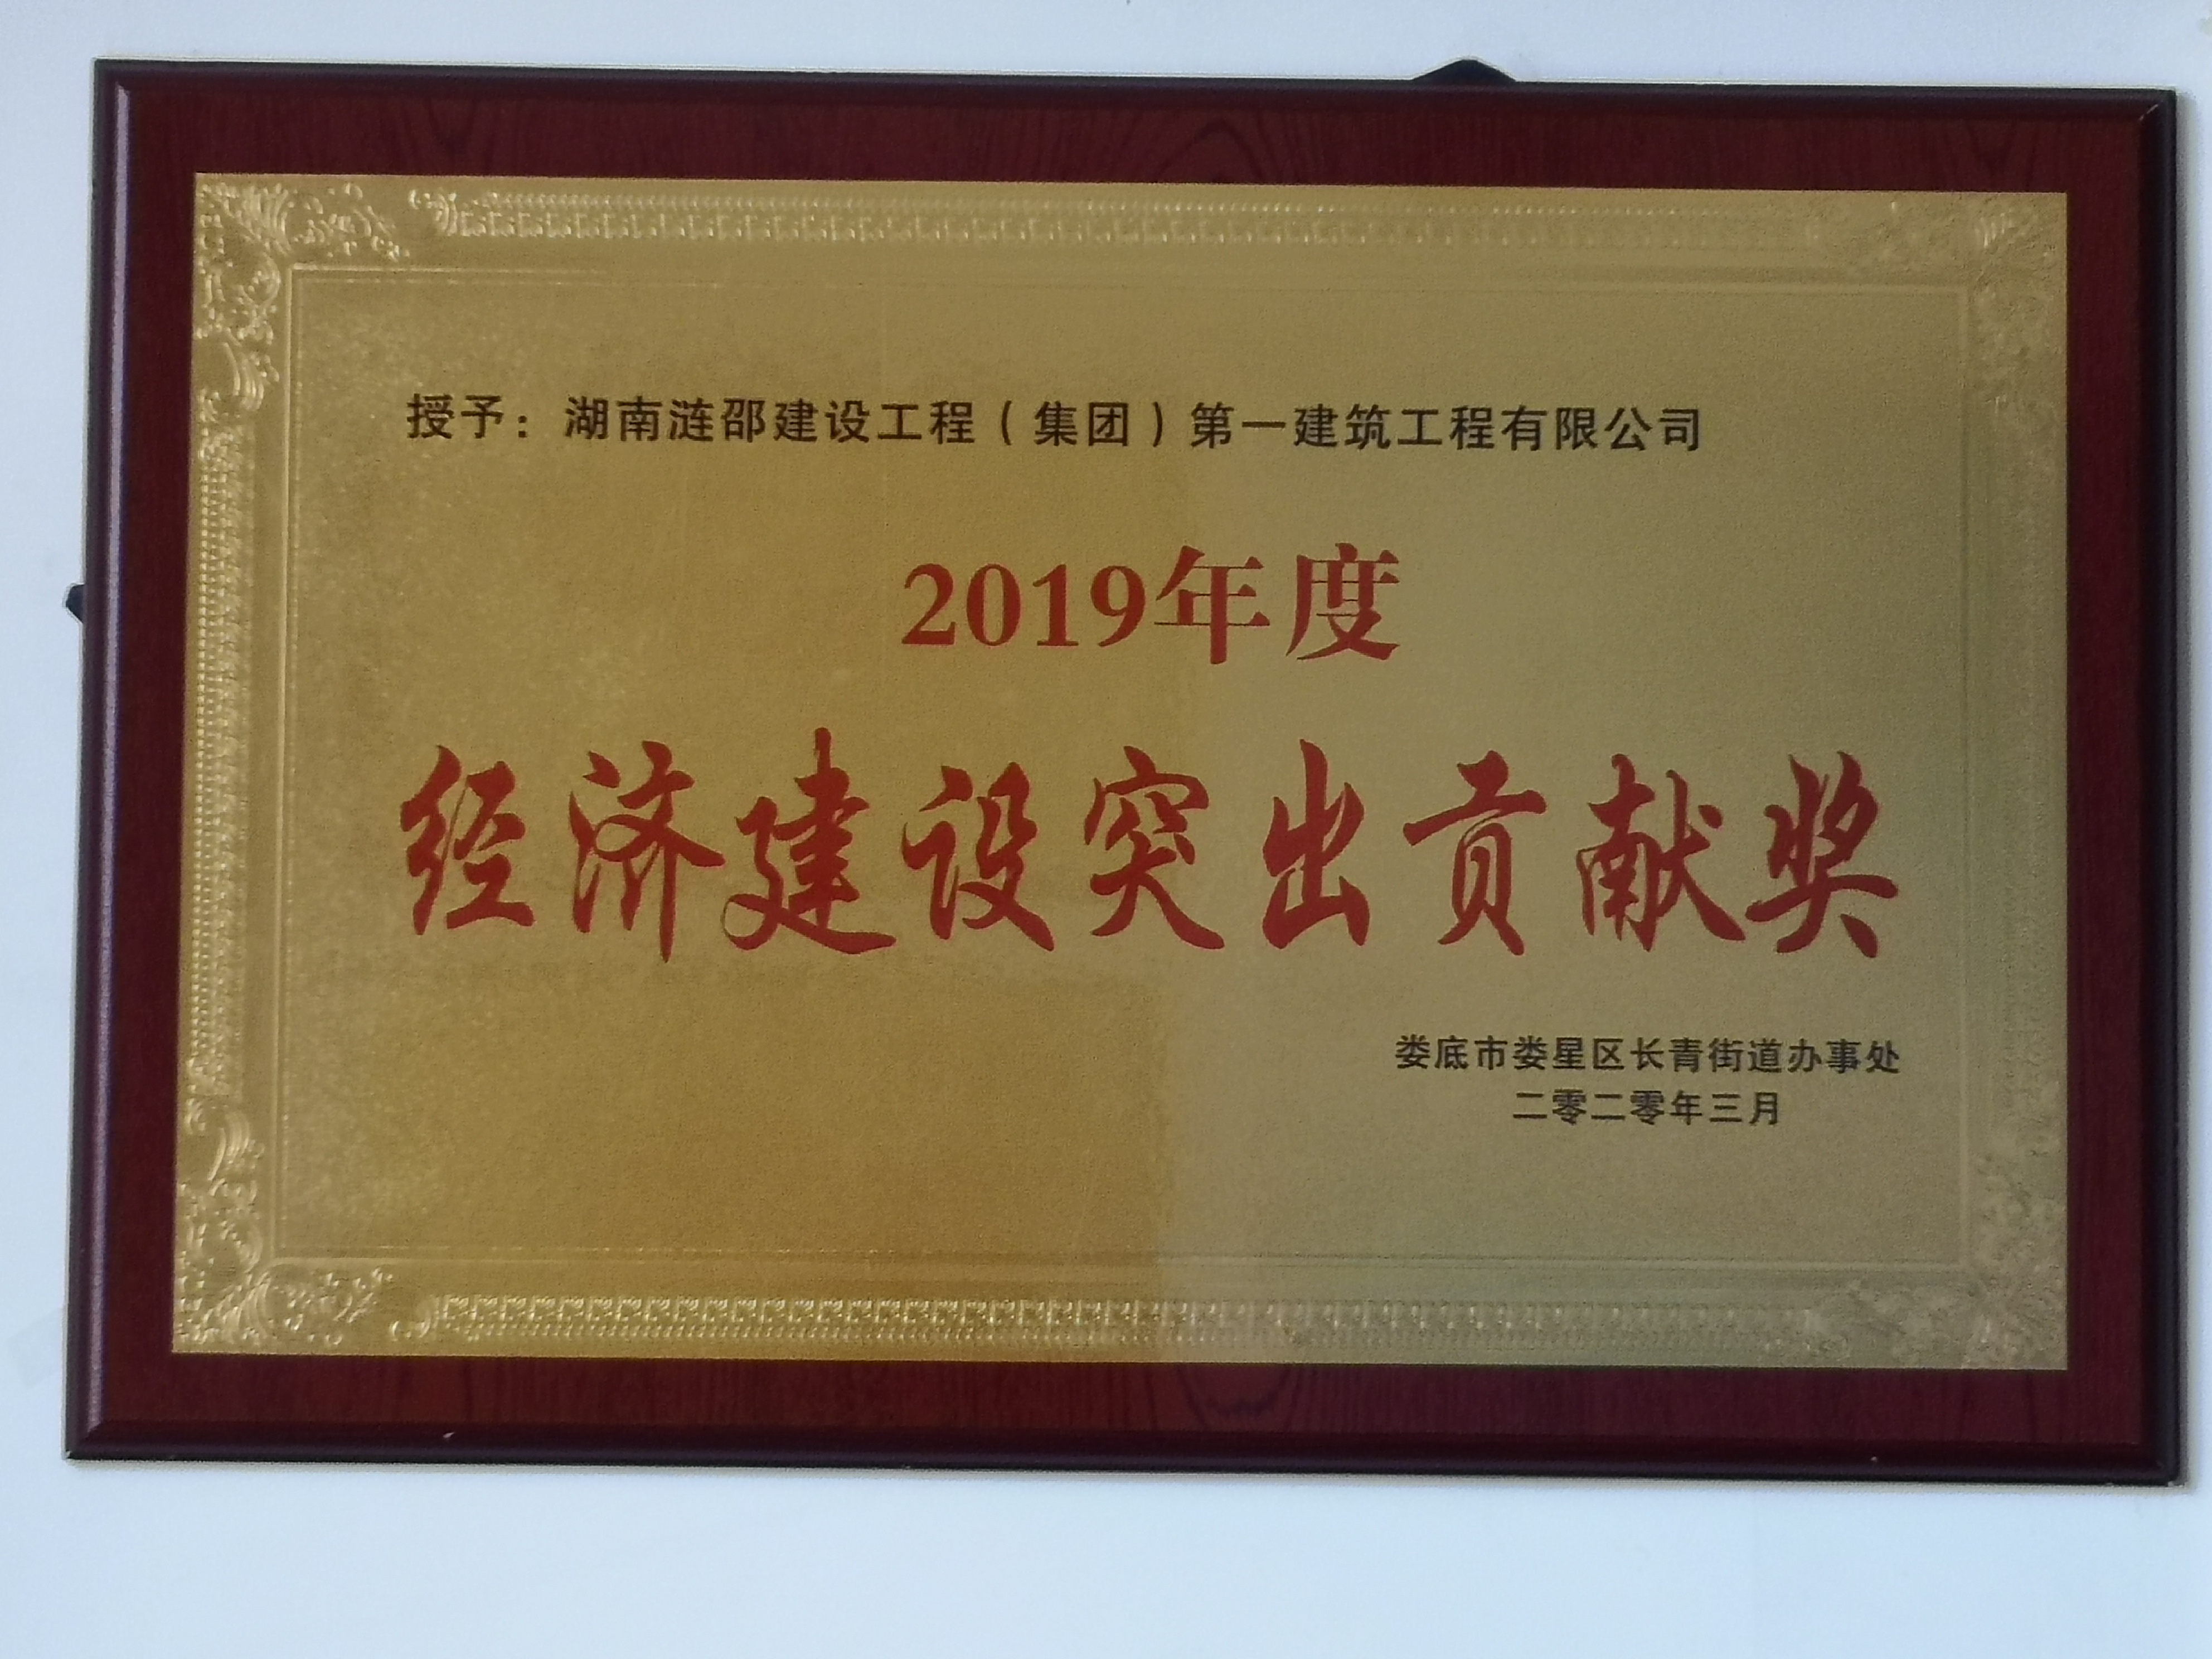 授予：湖南涟邵建设工程（集团）第一建筑工程有限公司
2019年度
经济建设突出贡献奖
娄底市娄星区长青街道办事处
二零二零年三月